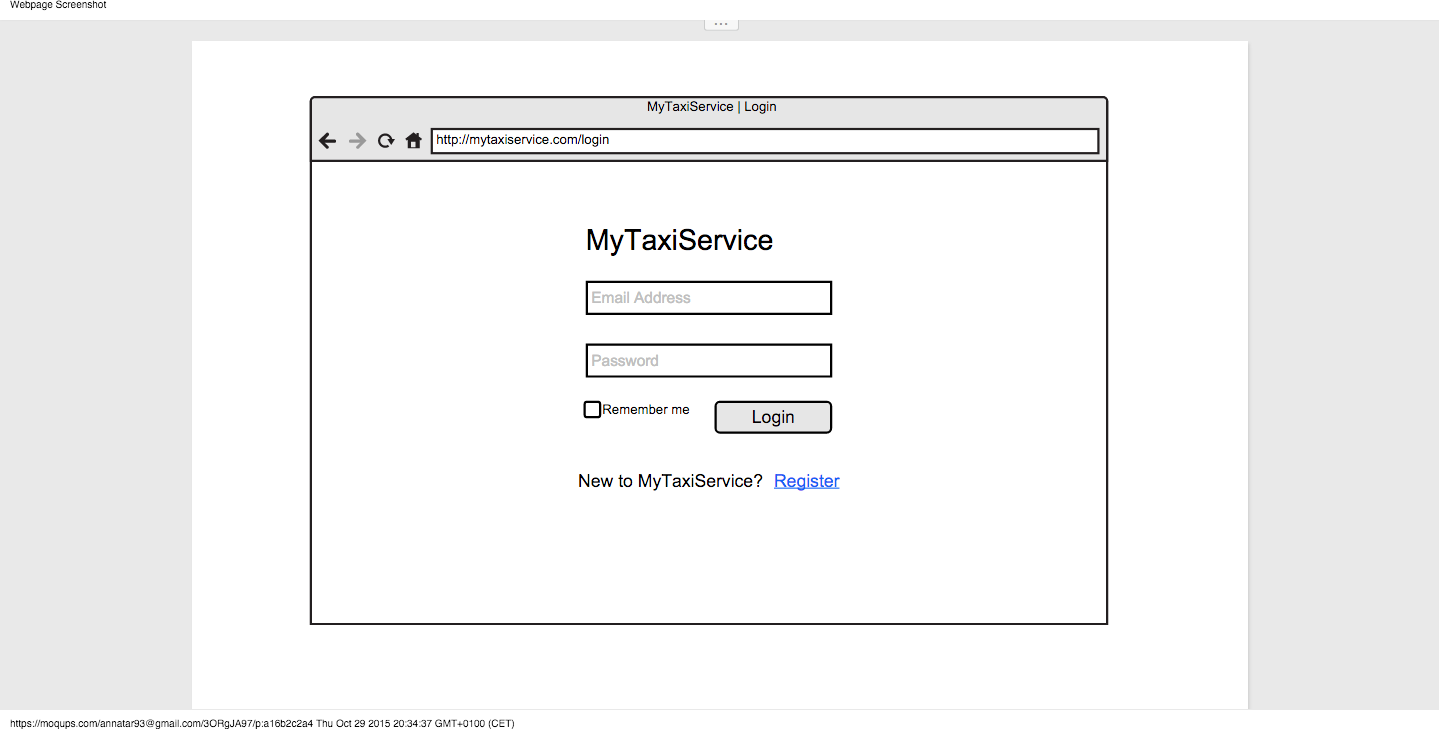 Webpage Screenshot
MyTaxiService | Login
http://mytaxiservice.com/login
MyTaxiService
Email Address
Password
Remember me
Login
New to MyTaxiService? Register
https://moqups.com/annatar93@gmail.com/3ORgJA97/p:a16b2c2a4 Thu Oct 29 2015 20:34:37 GMT+0100 (CET)